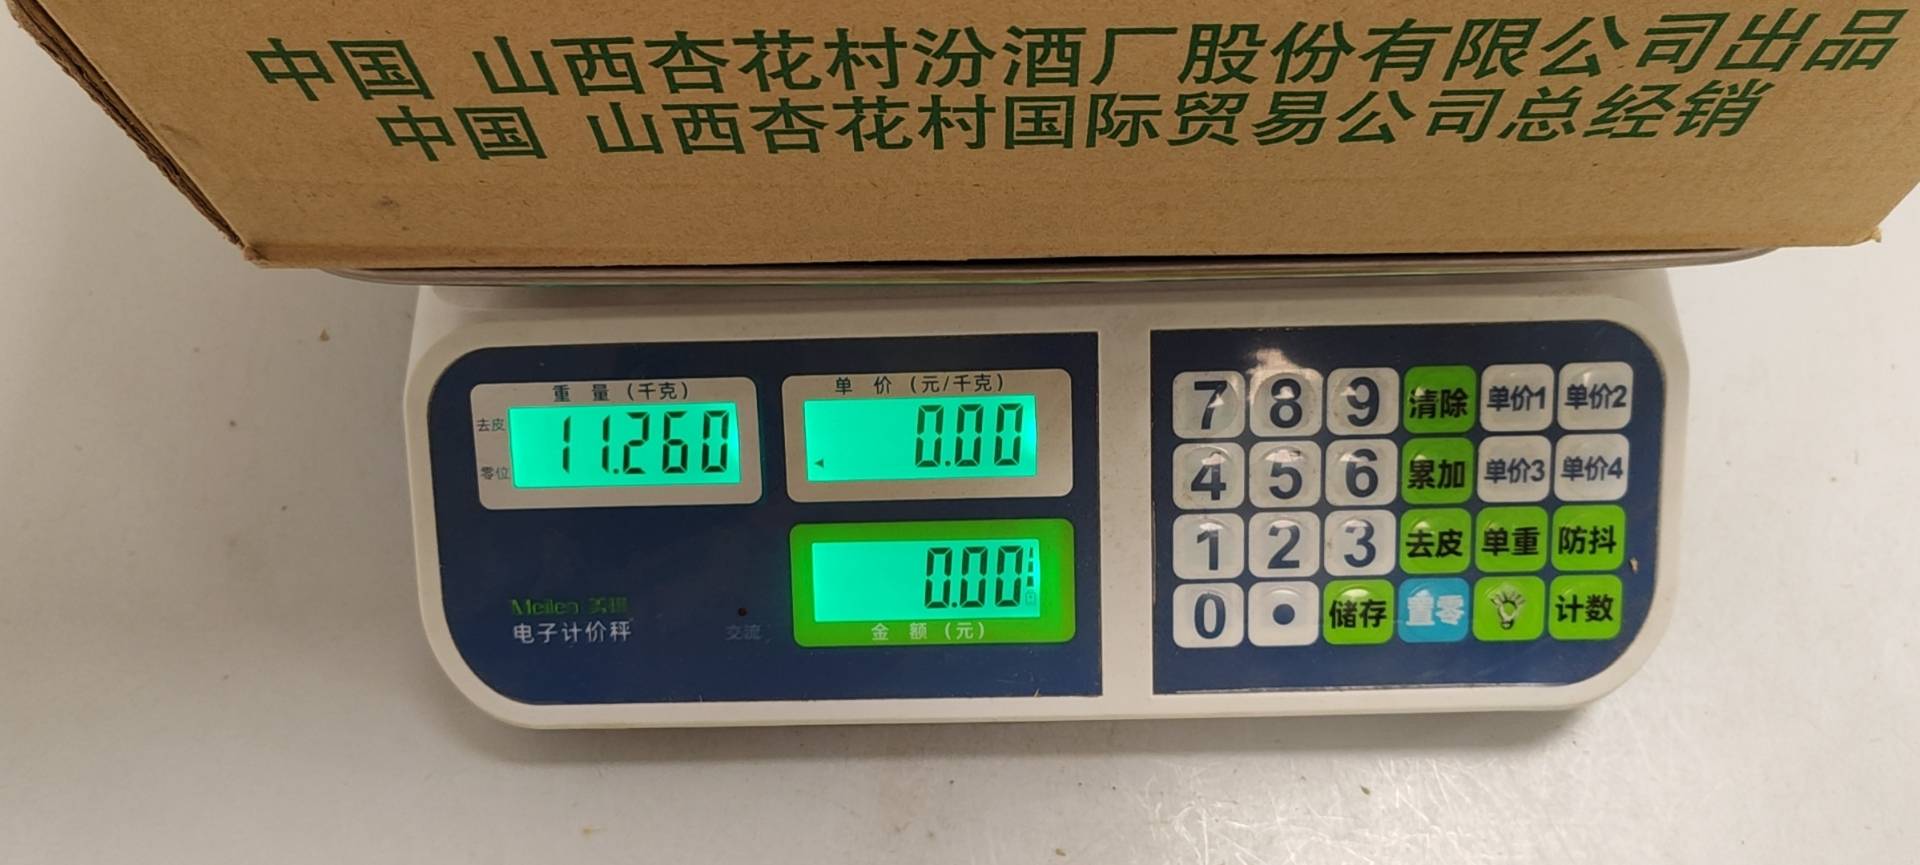 中国 山西杏花村汾酒厂股份有限公司出品
中国 山西杏花村国际贸易公司总经销
重量(千克)
去皮
零位
11.260
单价(元/千克)
0.00
0.00
金额(元)
Meilen
电子计价秤
交流
7 8 9 清除 单价1 单价2
4 5 6 累加 单价3 单价4
1 2 3 去皮 单重 防抖
0 • 储存 置零 计数